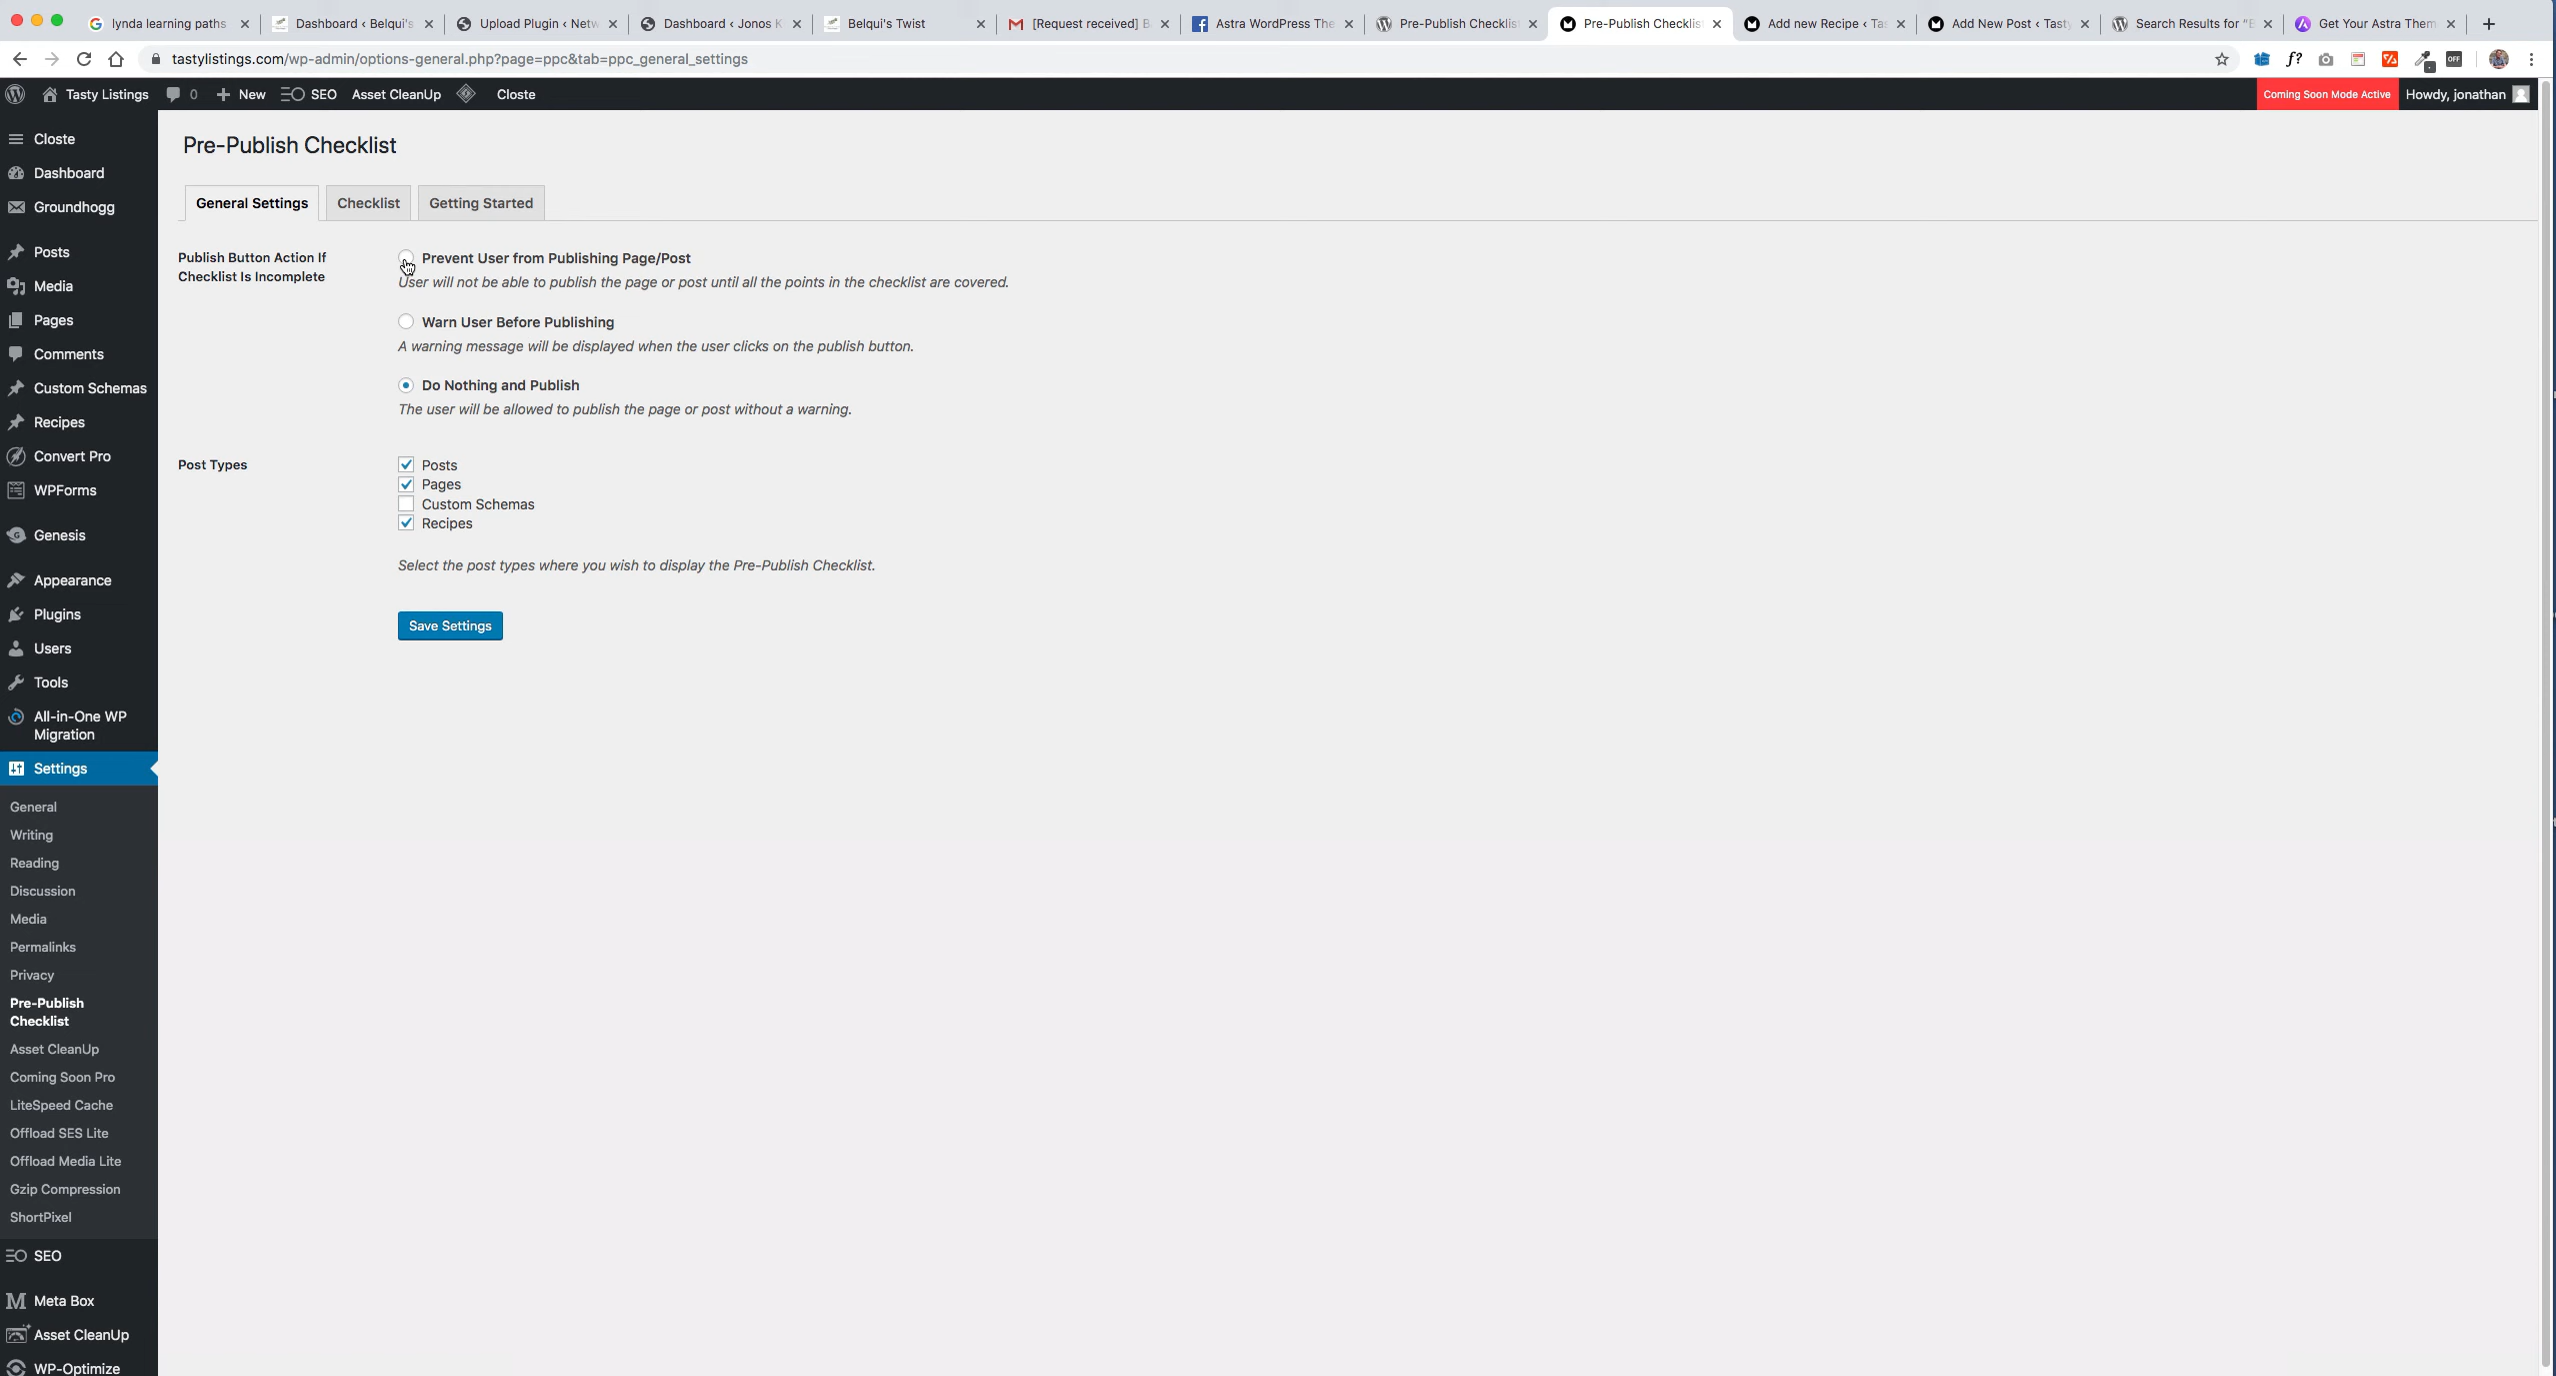 lynda learning paths
Dashboard ‹ Belqui's
Upload Plugin ‹ Netw
Dashboard ‹ Jonos K
Belqui's Twist
[Request received] B
Astra WordPress The
Pre-Publish Checklist
Pre-Publish Checklis
Add new Recipe ‹ Tas
Add New Post ‹ Tast
Search Results for "B
Get Your Astra Them
tastylistings.com/wp-admin/options-general.php?page=ppc&tab=ppc_general_settings
f?
OFF
Tasty Listings
0
New
SEO
Asset CleanUp
Closte
Coming Soon Mode Active
Howdy, jonathan
Closte
Dashboard
Groundhogg
Posts
Media
Pages
Comments
Custom Schemas
Recipes
Convert Pro
WPForms
Genesis
Appearance
Plugins
Users
Tools
All-in-One WP
Migration
Settings
General
Writing
Reading
Discussion
Media
Permalinks
Privacy
Pre-Publish
Checklist
Asset CleanUp
Coming Soon Pro
LiteSpeed Cache
Offload SES Lite
Offload Media Lite
Gzip Compression
ShortPixel
SEO
Meta Box
Asset CleanUp
WP-Optimize
Pre-Publish Checklist
General Settings
Checklist
Getting Started
Publish Button Action If
Checklist Is Incomplete
Prevent User from Publishing Page/Post
User will not be able to publish the page or post until all the points in the checklist are covered.
Warn User Before Publishing
A warning message will be displayed when the user clicks on the publish button.
Do Nothing and Publish
The user will be allowed to publish the page or post without a warning.
Post Types
Posts
Pages
Custom Schemas
Recipes
Select the post types where you wish to display the Pre-Publish Checklist.
Save Settings